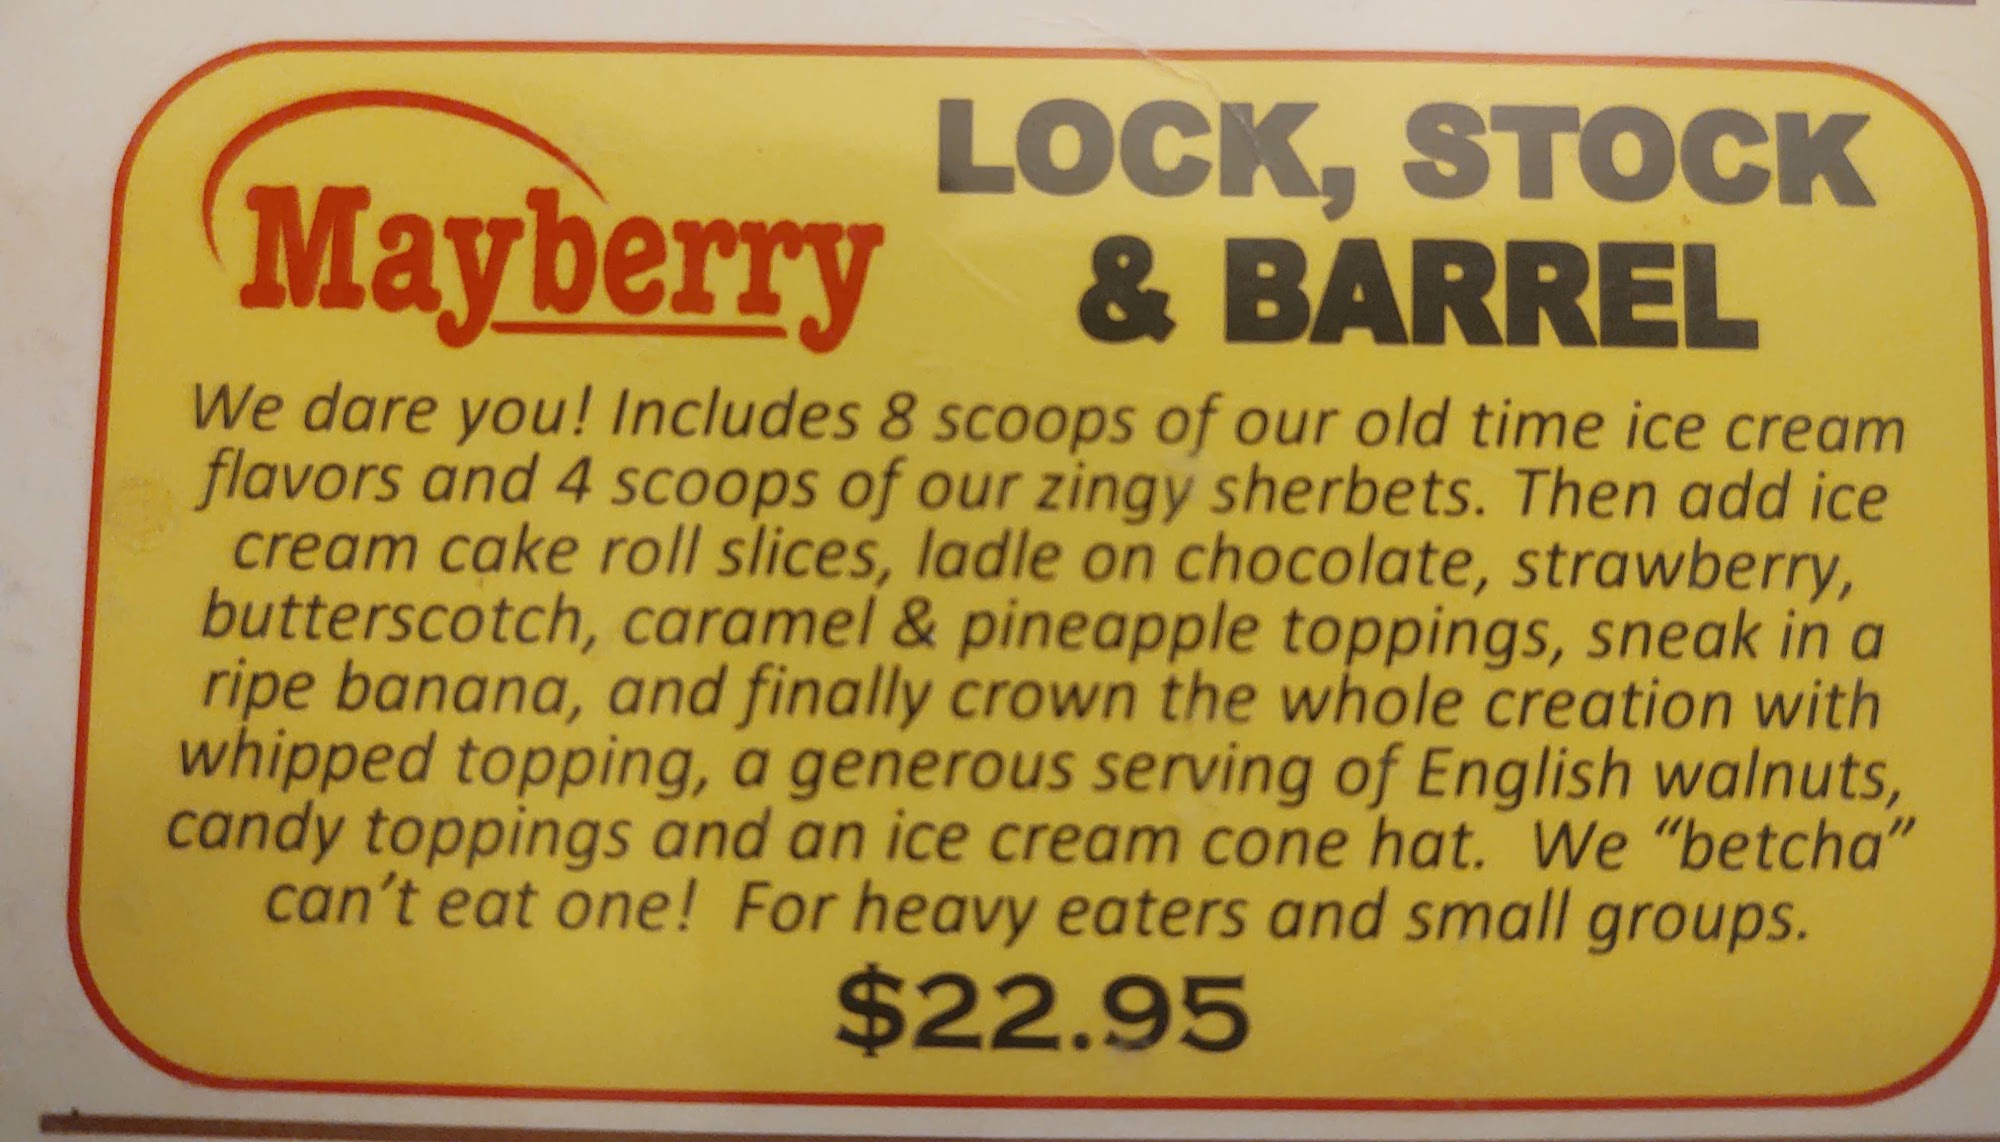 Mayberry
LOCK, STOCK
& BARREL
We dare you! Includes 8 scoops of our old time ice cream
flavors and 4 scoops of our zingy sherbets. Then add ice
cream cake roll slices, ladle on chocolate, strawberry,
butterscotch, caramel & pineapple toppings, sneak in a
ripe banana, and finally crown the whole creation with
whipped topping, a generous serving of English walnuts,
candy toppings and an ice cream cone hat.  We “betcha”
can’t eat one!  For heavy eaters and small groups.
$22.95